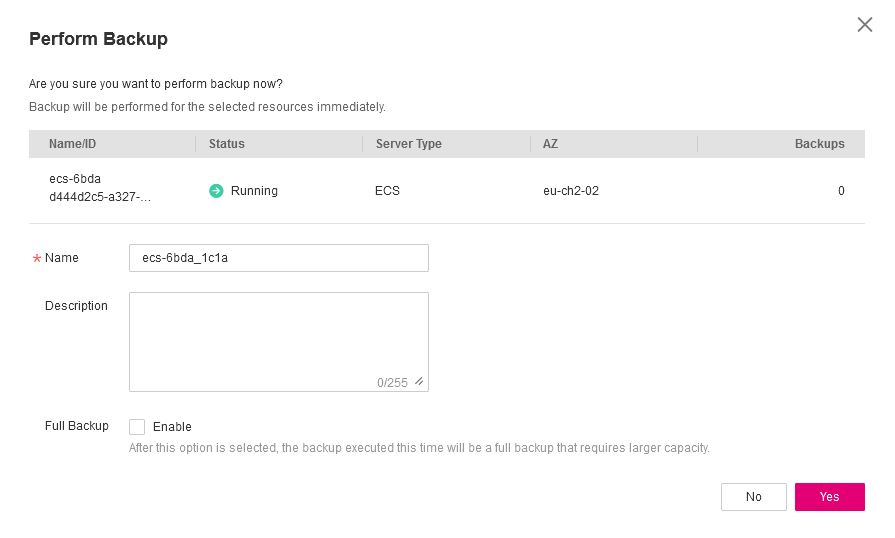 Perform Backup
Are you sure you want to perform backup now?
Backup will be performed for the selected resources immediately.
Name/ID Status Server Type AZ Backups
ecs-6bda
d444d2c5-a327-... Running ECS eu-ch2-02 0
* Name ecs-6bda_1c1a
Description
0/255
Full Backup Enable
After this option is selected, the backup executed this time will be a full backup that requires larger capacity.
No Yes